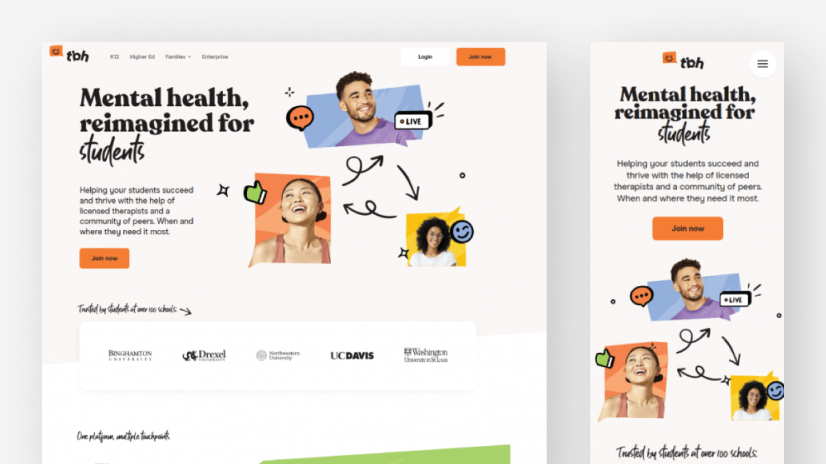 tbh
K12 Higher Ed Families Enterprise Login Join now
Mental health,
reimagined for
students
LIVE
Helping your students succeed
and thrive with the help of
licensed therapists and a
community of peers. When and
where they need it most.
Join now
Trusted by students at over 100 schools:
BINGHAMTON
UNIVERSITY
Drexel
UNIVERSITY
Northwestern
University
UCDAVIS
Washington
University in St. Louis
One platform, multiple touchpoints.
tbh
Mental health,
reimagined for
students
Helping your students succeed and
thrive with the help of licensed
therapists and a community of peers.
When and where they need it most.
Join now
LIVE
Trusted by students at over 100 schools: